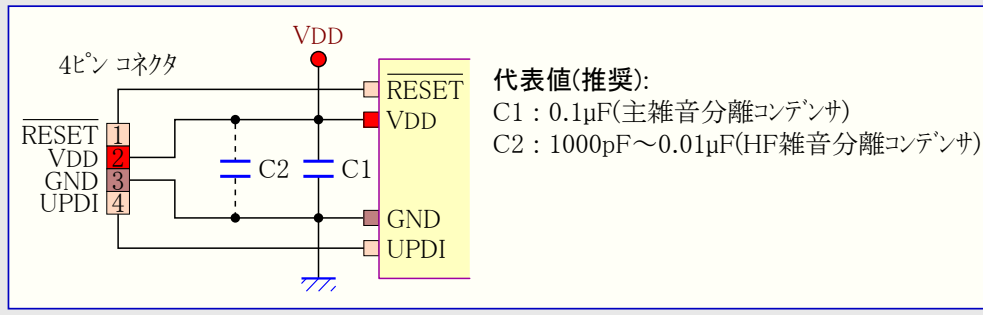 VDD
4ピン コネクタ
RESET
VDD
GND
UPDI
1
2
3
4
C2
C1
RESET
VDD
GND
UPDI
代表値(推奨):
C1 : 0.1µF(主雑音分離コンデンサ)
C2 : 1000pF～0.01µF(HF雑音分離コンデンサ)